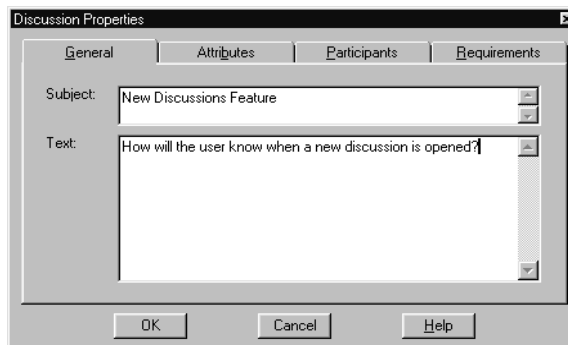 Discussion Properties
General Attributes Participants Requirements
Subject: New Discussions Feature
Text: How will the user know when a new discussion is opened?
OK Cancel Help